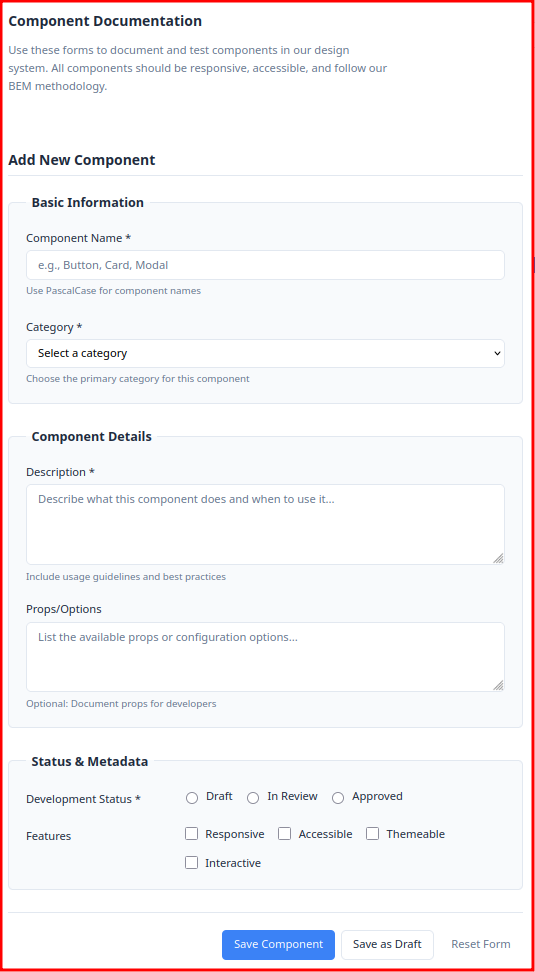 Component Documentation
Use these forms to document and test components in our design
system. All components should be responsive, accessible, and follow our
BEM methodology.
Add New Component
Basic Information
Component Name *
e.g., Button, Card, Modal
Use PascalCase for component names
Category *
Select a category
Choose the primary category for this component
Component Details
Description *
Describe what this component does and when to use it...
Include usage guidelines and best practices
Props/Options
List the available props or configuration options...
Optional: Document props for developers
Status & Metadata
Development Status * Draft In Review Approved
Features Responsive Accessible Themeable
Interactive
Save Component Save as Draft Reset Form